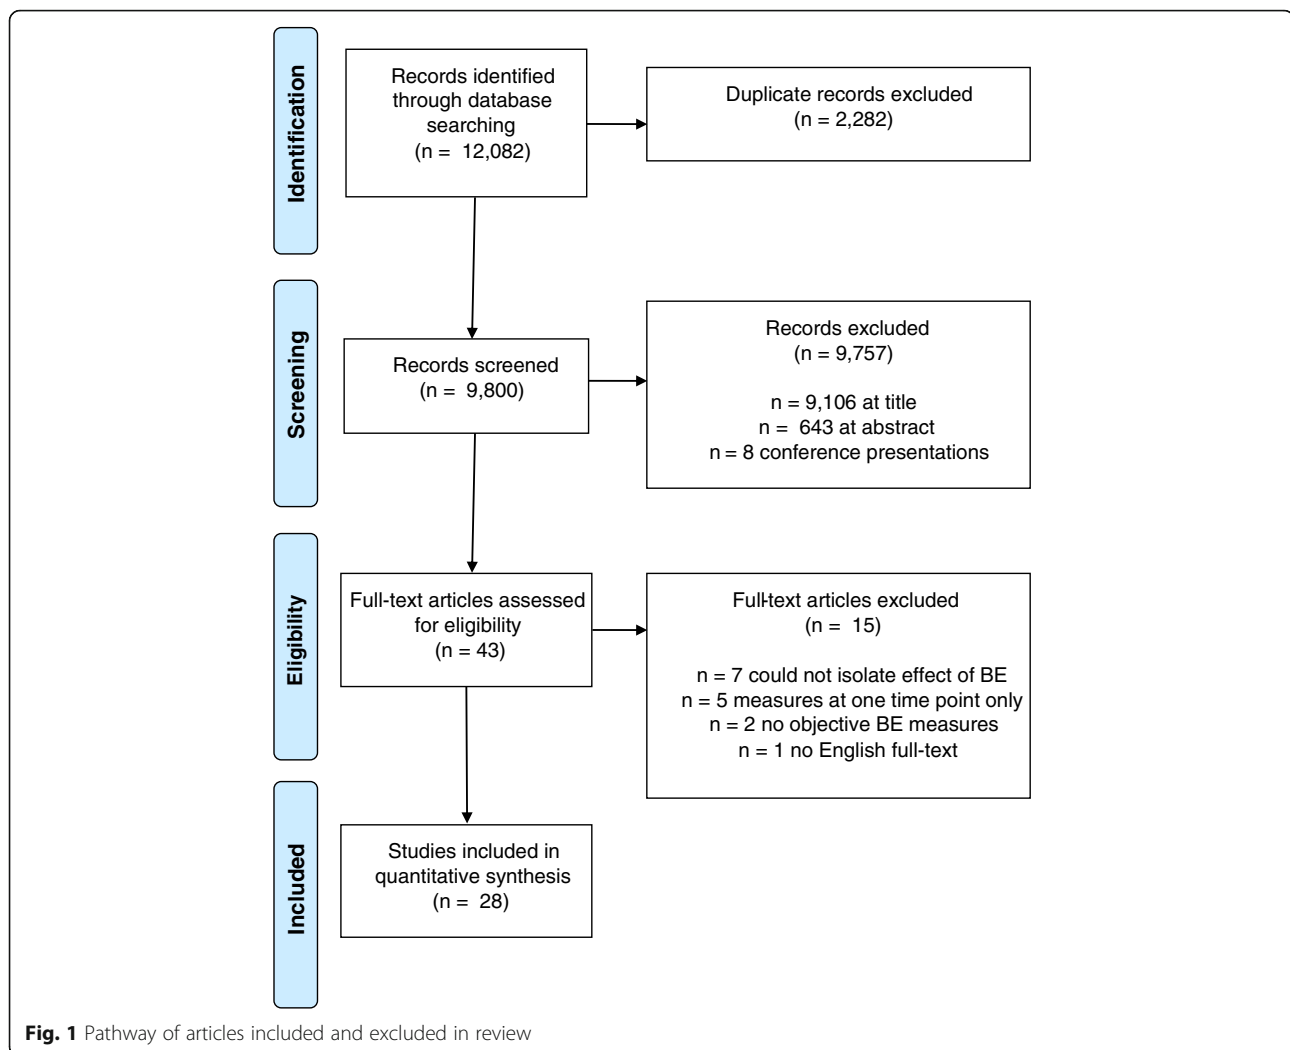 Identification
Records identified
through database
searching
(n = 12,082)
Duplicate records excluded
(n = 2,282)
Screening
Records screened
(n = 9,800)
Records excluded
(n = 9,757)
n = 9,106 at title
n = 643 at abstract
n = 8 conference presentations
Eligibility
Full-text articles assessed
for eligibility
(n = 43)
Full-text articles excluded
(n = 15)
n = 7 could not isolate effect of BE
n = 5 measures at one time point only
n = 2 no objective BE measures
n = 1 no English full-text
Included
Studies included in
quantitative synthesis
(n = 28)
Fig. 1 Pathway of articles included and excluded in review